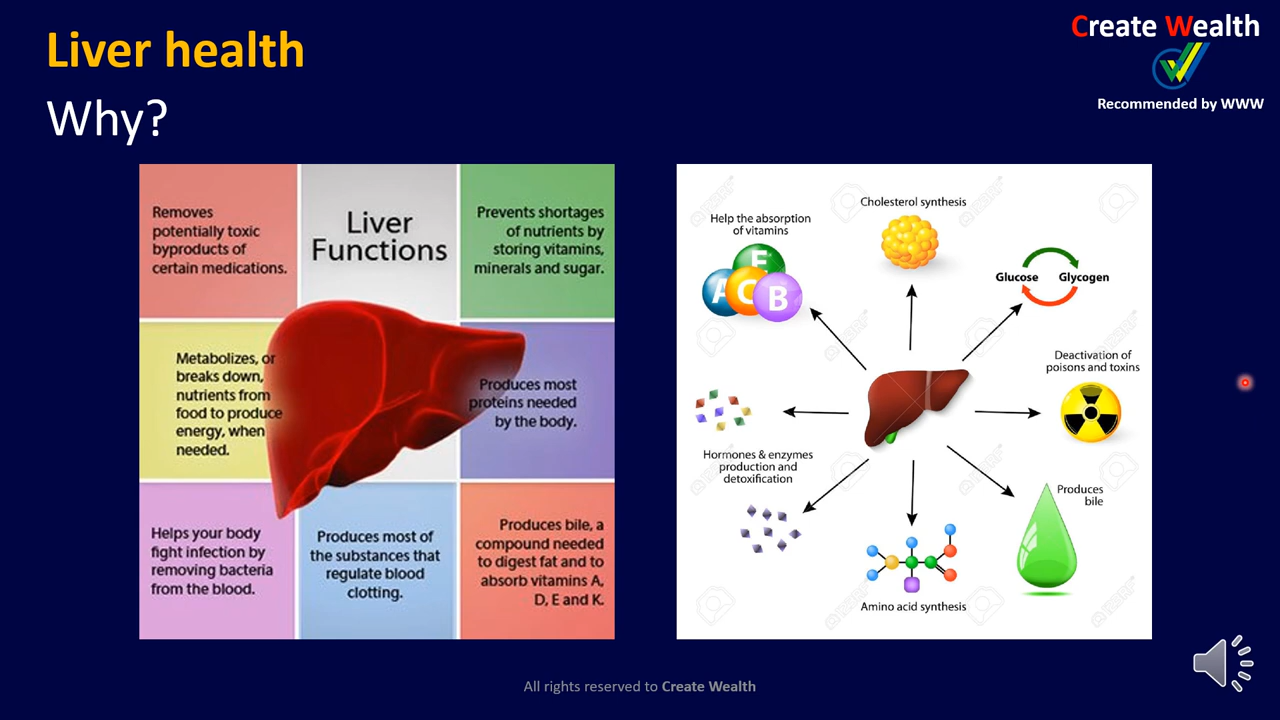 Liver health
Why?
Create Wealth
Recommended by WWW
Removes
potentially toxic
byproducts of
certain medications.
Liver
Functions
Prevents shortages
of nutrients by
storing vitamins,
minerals and sugar.
Metabolizes, or
breaks down,
nutrients from
food to produce
energy, when
needed.
Produces most
proteins needed
by the body.
Helps your body
fight infection by
removing bacteria
from the blood.
Produces most of
the substances that
regulate blood
clotting.
Produces bile, a
compound needed
to digest fat and to
absorb vitamins A,
D, E and K.
Cholesterol synthesis
Help the absorption
of vitamins
E
A
C
B
Glucose
Glycogen
Deactivation of
poisons and toxins
Hormones & enzymes
production and
detoxification
Produces
bile
Amino acid synthesis
All rights reserved to Create Wealth